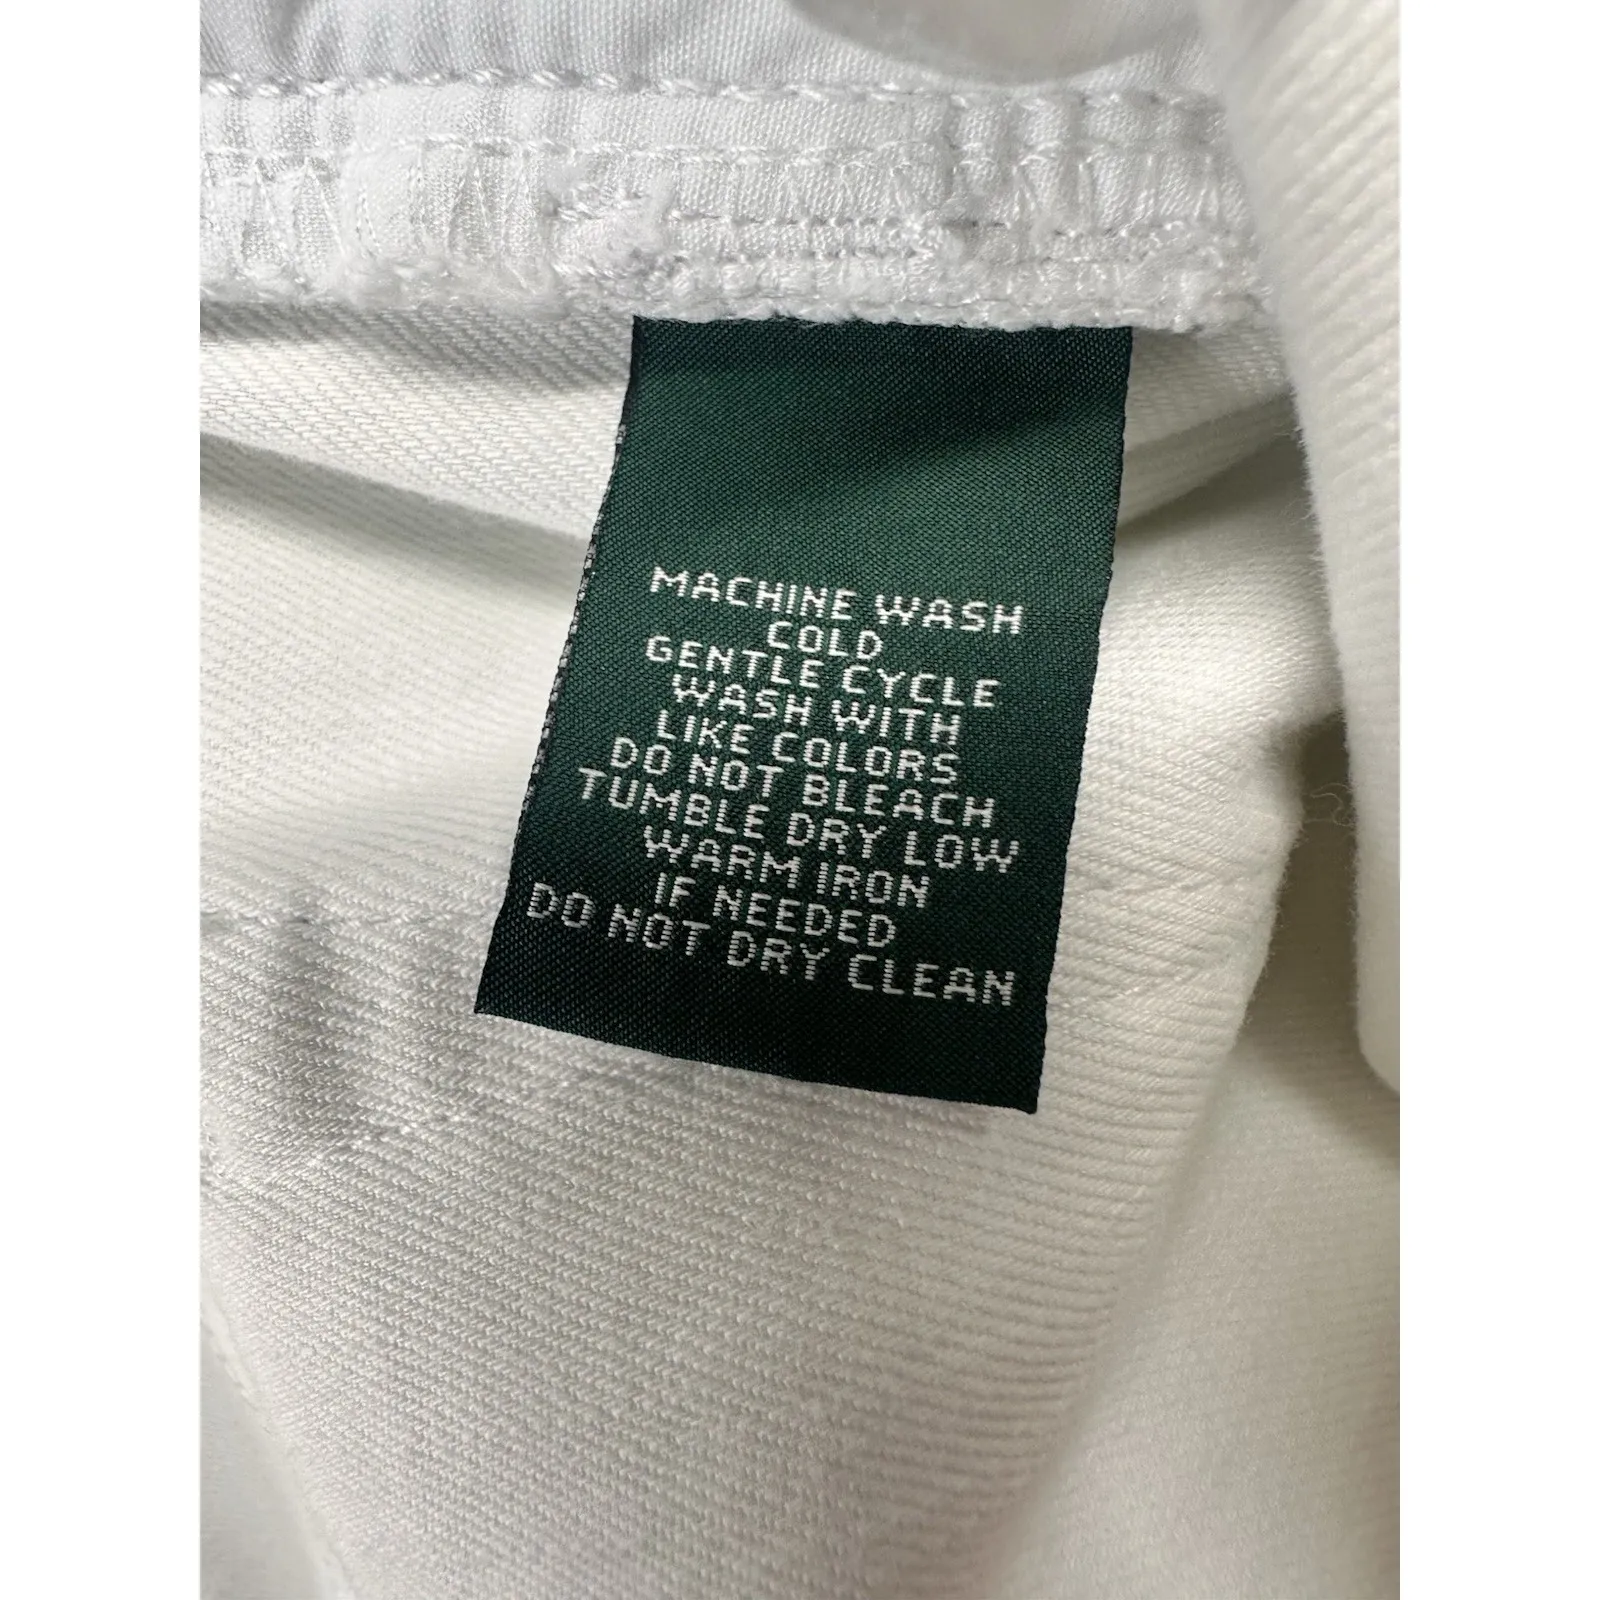 MACHINE WASH
COLD
GENTLE CYCLE
WASH WITH
LIKE COLORS
DO NOT BLEACH
TUMBLE DRY LOW
WARM IRON
IF NEEDED
DO NOT DRY CLEAN